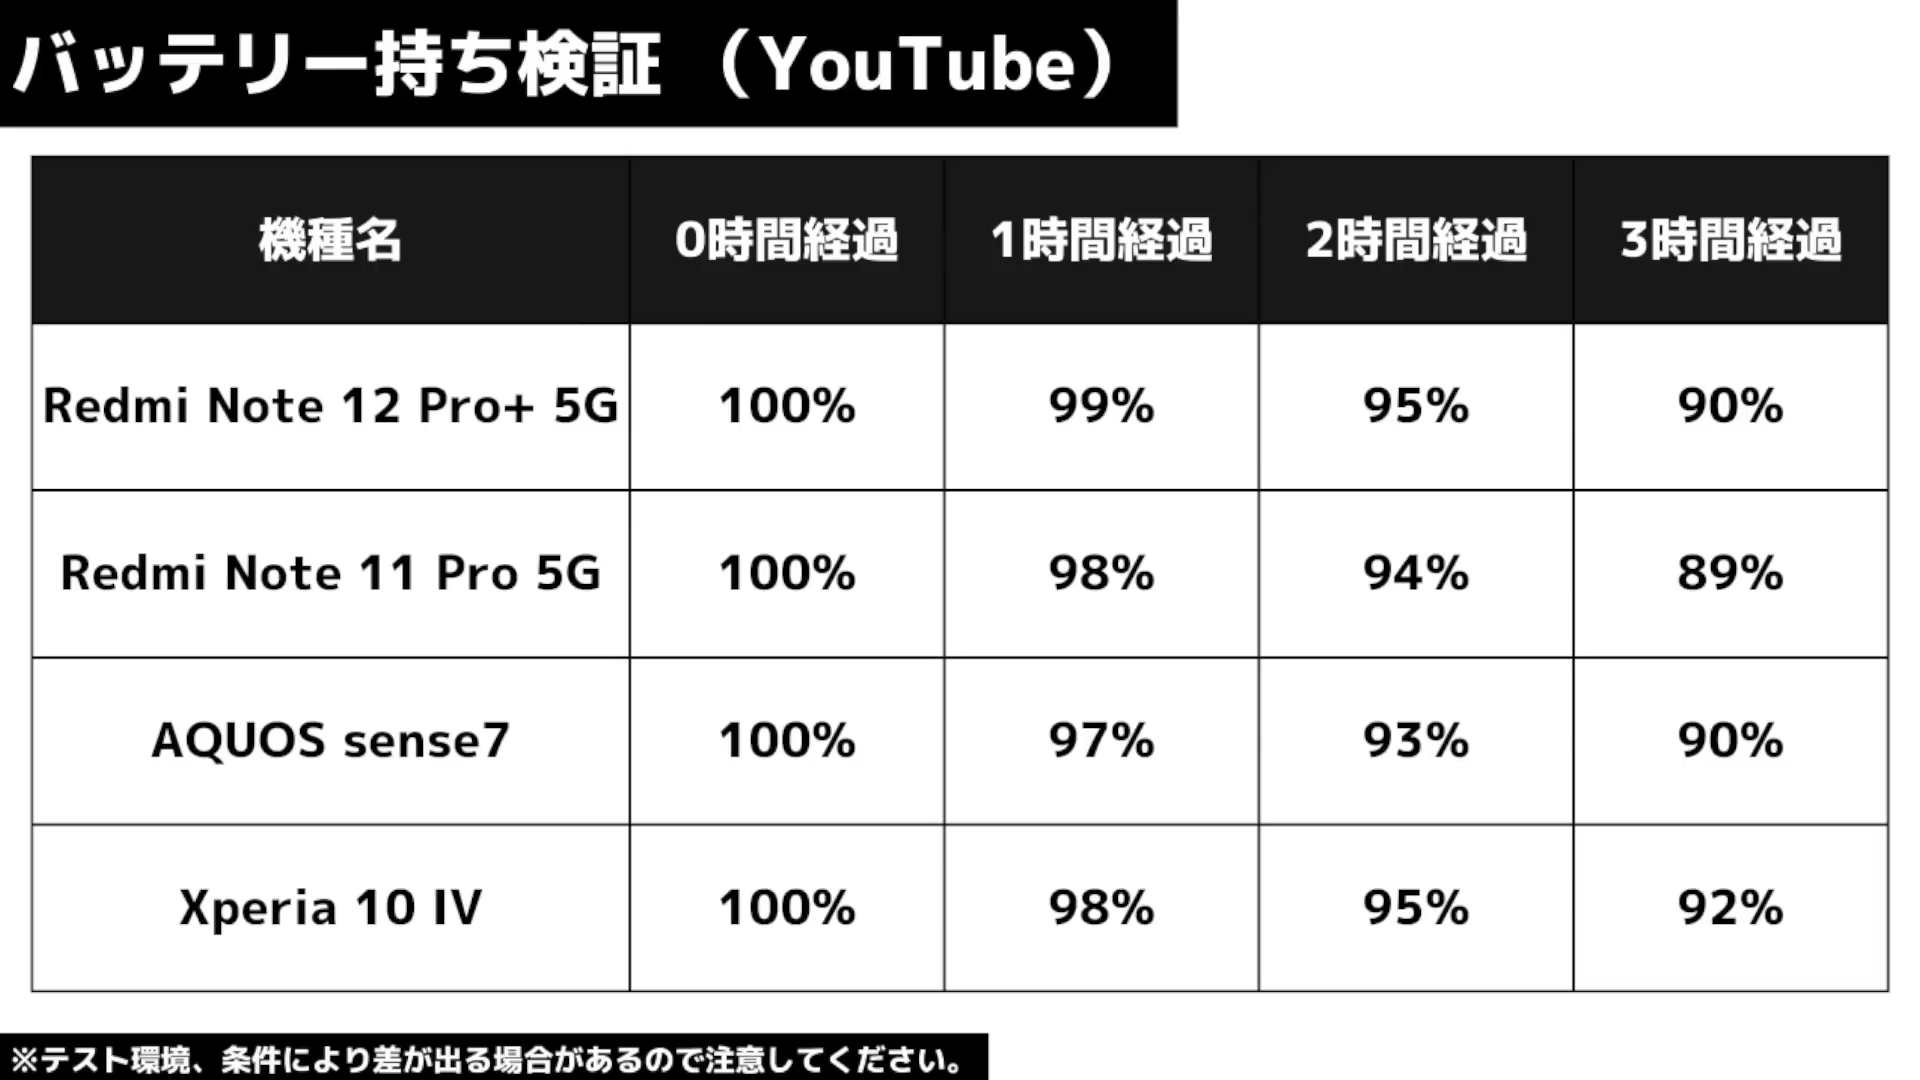 バッテリー持ち検証（YouTube）
機種名 0時間経過 1時間経過 2時間経過 3時間経過
Redmi Note 12 Pro+ 5G 100% 99% 95% 90%
Redmi Note 11 Pro 5G 100% 98% 94% 89%
AQUOS sense7 100% 97% 93% 90%
Xperia 10 IV 100% 98% 95% 92%
※テスト環境、条件により差が出る場合があるので注意してください。